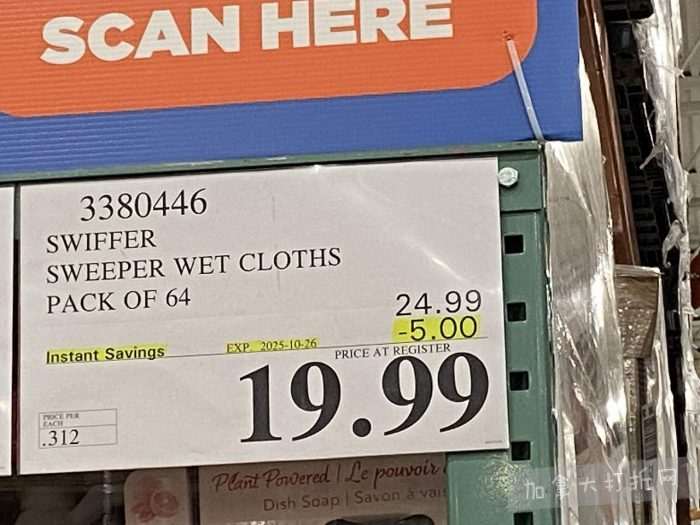 SCAN HERE
3380446
SWIFFER
SWEEPER WET CLOTHS
PACK OF 64
24.99
-5.00
Instant Savings
EXP. 2025-10-26
PRICE AT REGISTER
19.99
PRICE PER
EACH
.312
Plant Powered | Le pouvoir
Dish Soap | Savon à vais
加拿大打折网